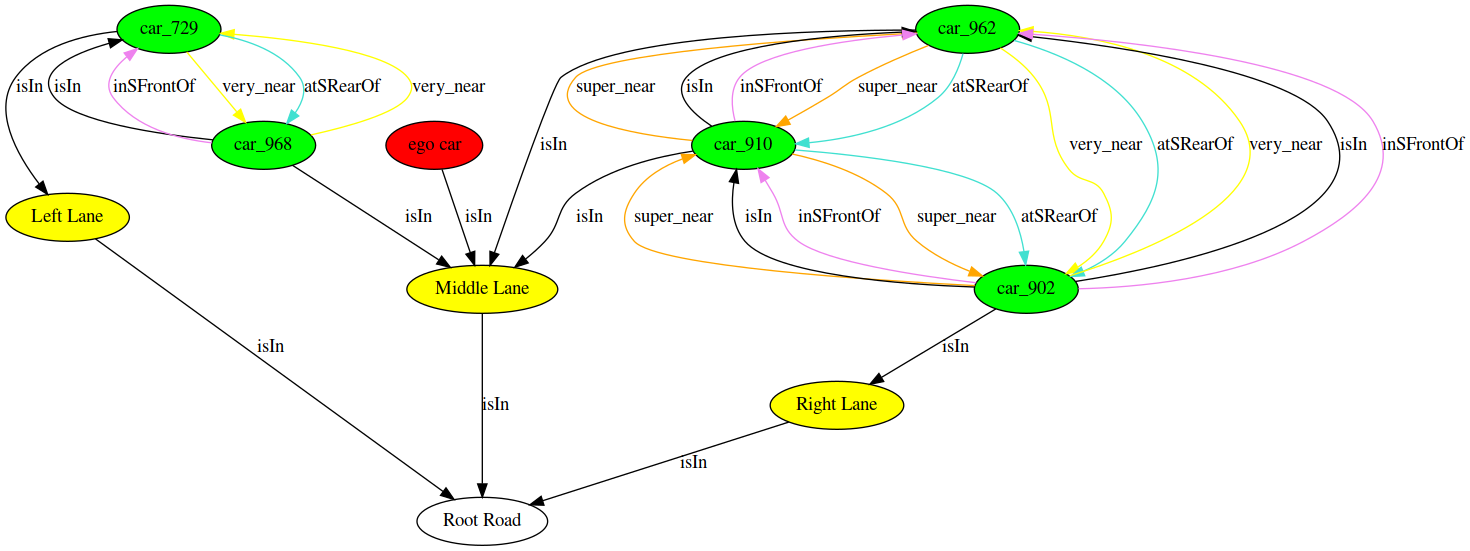 car_729
car_962
isIn
isIn
inSFrontOf
very_near
atSRearOf
very_near
super_near
isIn
inSFrontOf
super_near
atSRearOf
car_968
ego car
isIn
car_910
very_near
atSRearOf
very_near
isIn
inSFrontOf
Left Lane
isIn
isIn
isIn
super_near
isIn
inSFrontOf
super_near
atSRearOf
Middle Lane
car_902
isIn
isIn
isIn
Right Lane
isIn
Root Road